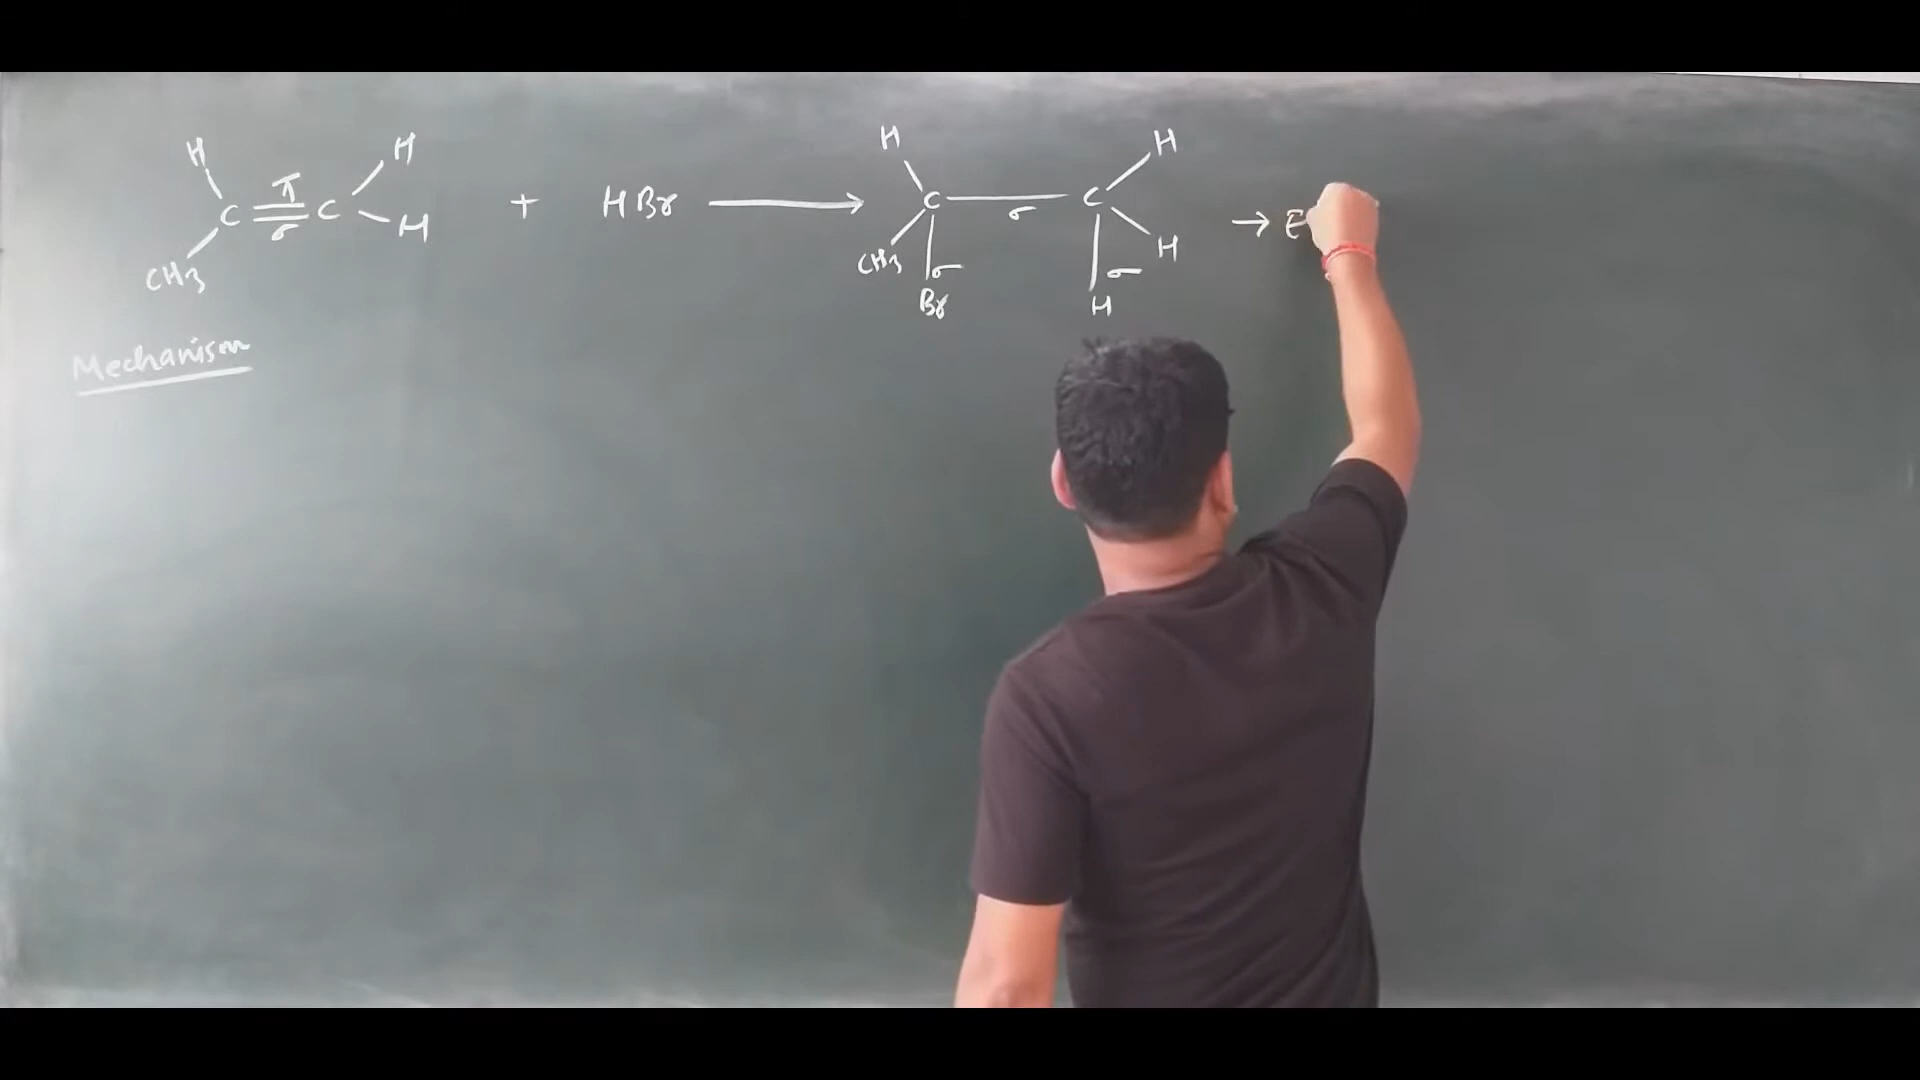 H H H H
C π σ C + HBr → C σ C → E
H
CH3 CH3 σ σ H
Br H
Mechanism